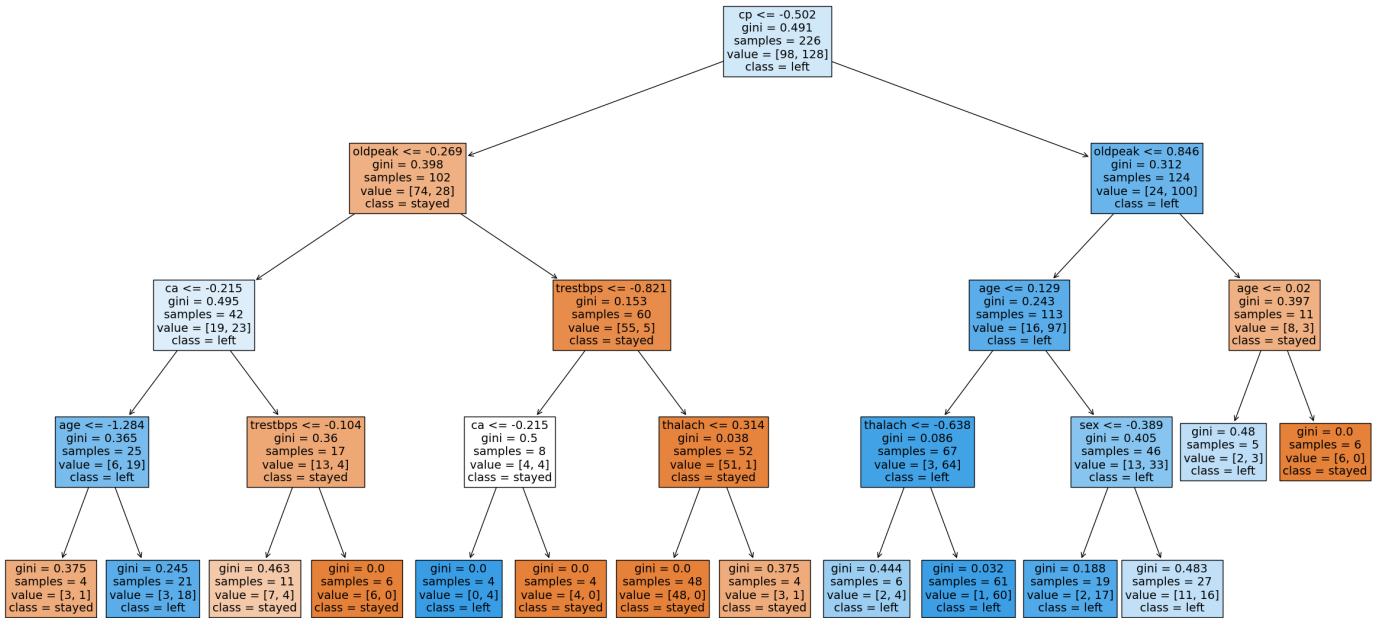 cp <= -0.502
gini = 0.491
samples = 226
value = [98, 128]
class = left
oldpeak <= -0.269
gini = 0.398
samples = 102
value = [74, 28]
class = stayed
oldpeak <= 0.846
gini = 0.312
samples = 124
value = [24, 100]
class = left
ca <= -0.215
gini = 0.495
samples = 42
value = [19, 23]
class = left
trestbps <= -0.821
gini = 0.153
samples = 60
value = [55, 5]
class = stayed
age <= 0.129
gini = 0.243
samples = 113
value = [16, 97]
class = left
age <= 0.02
gini = 0.397
samples = 11
value = [8, 3]
class = stayed
age <= -1.284
gini = 0.365
samples = 25
value = [6, 19]
class = left
trestbps <= -0.104
gini = 0.36
samples = 17
value = [13, 4]
class = stayed
ca <= -0.215
gini = 0.5
samples = 8
value = [4, 4]
class = stayed
thalach <= 0.314
gini = 0.038
samples = 52
value = [51, 1]
class = stayed
thalach <= -0.638
gini = 0.086
samples = 67
value = [3, 64]
class = left
sex <= -0.389
gini = 0.405
samples = 46
value = [13, 33]
class = left
gini = 0.48
samples = 5
value = [2, 3]
class = left
gini = 0.0
samples = 6
value = [6, 0]
class = stayed
gini = 0.375
samples = 4
value = [3, 1]
class = stayed
gini = 0.245
samples = 21
value = [3, 18]
class = left
gini = 0.463
samples = 11
value = [7, 4]
class = stayed
gini = 0.0
samples = 6
value = [6, 0]
class = stayed
gini = 0.0
samples = 4
value = [0, 4]
class = left
gini = 0.0
samples = 4
value = [4, 0]
class = stayed
gini = 0.0
samples = 48
value = [48, 0]
class = stayed
gini = 0.375
samples = 4
value = [3, 1]
class = stayed
gini = 0.444
samples = 6
value = [2, 4]
class = left
gini = 0.032
samples = 61
value = [1, 60]
class = left
gini = 0.188
samples = 19
value = [2, 17]
class = left
gini = 0.483
samples = 27
value = [11, 16]
class = left